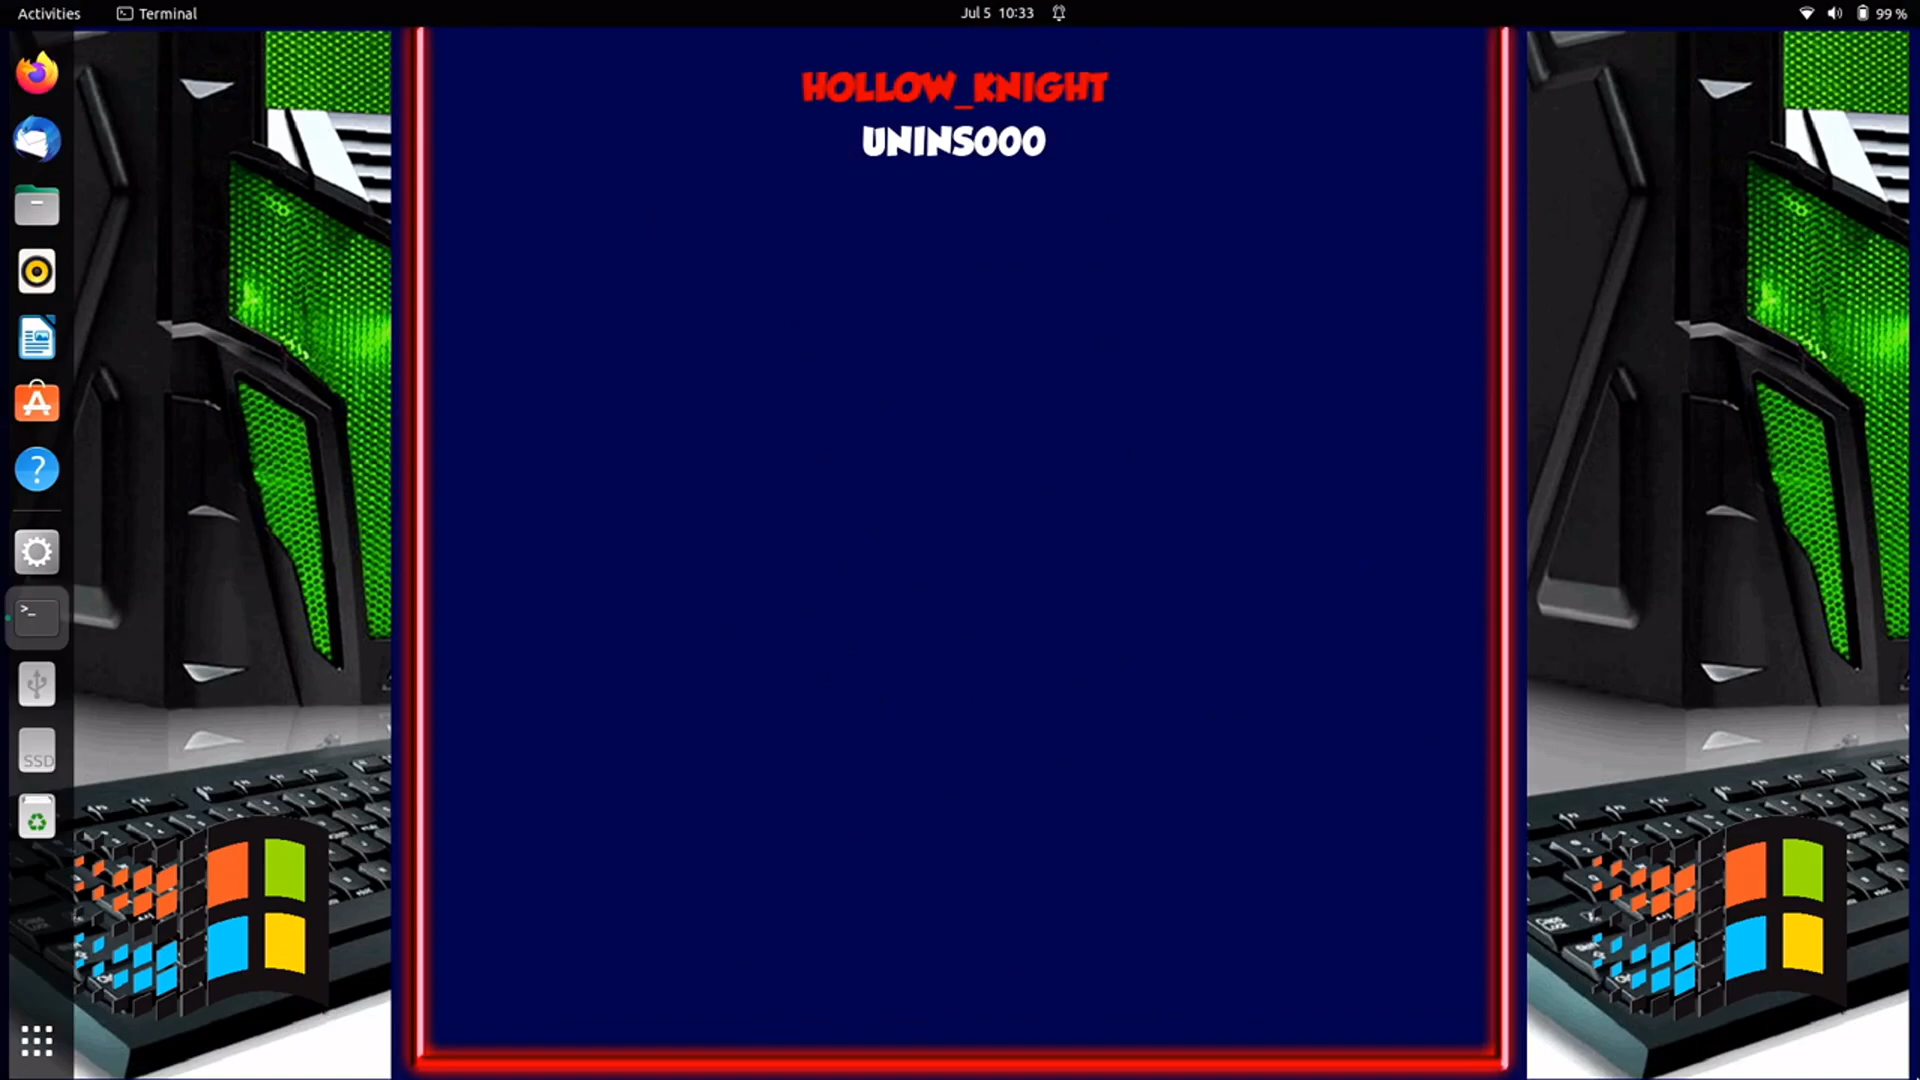 Activities
Terminal
Jul 5 10:33
99 %
HOLLOW_KNIGHT
UNINS000
SSD